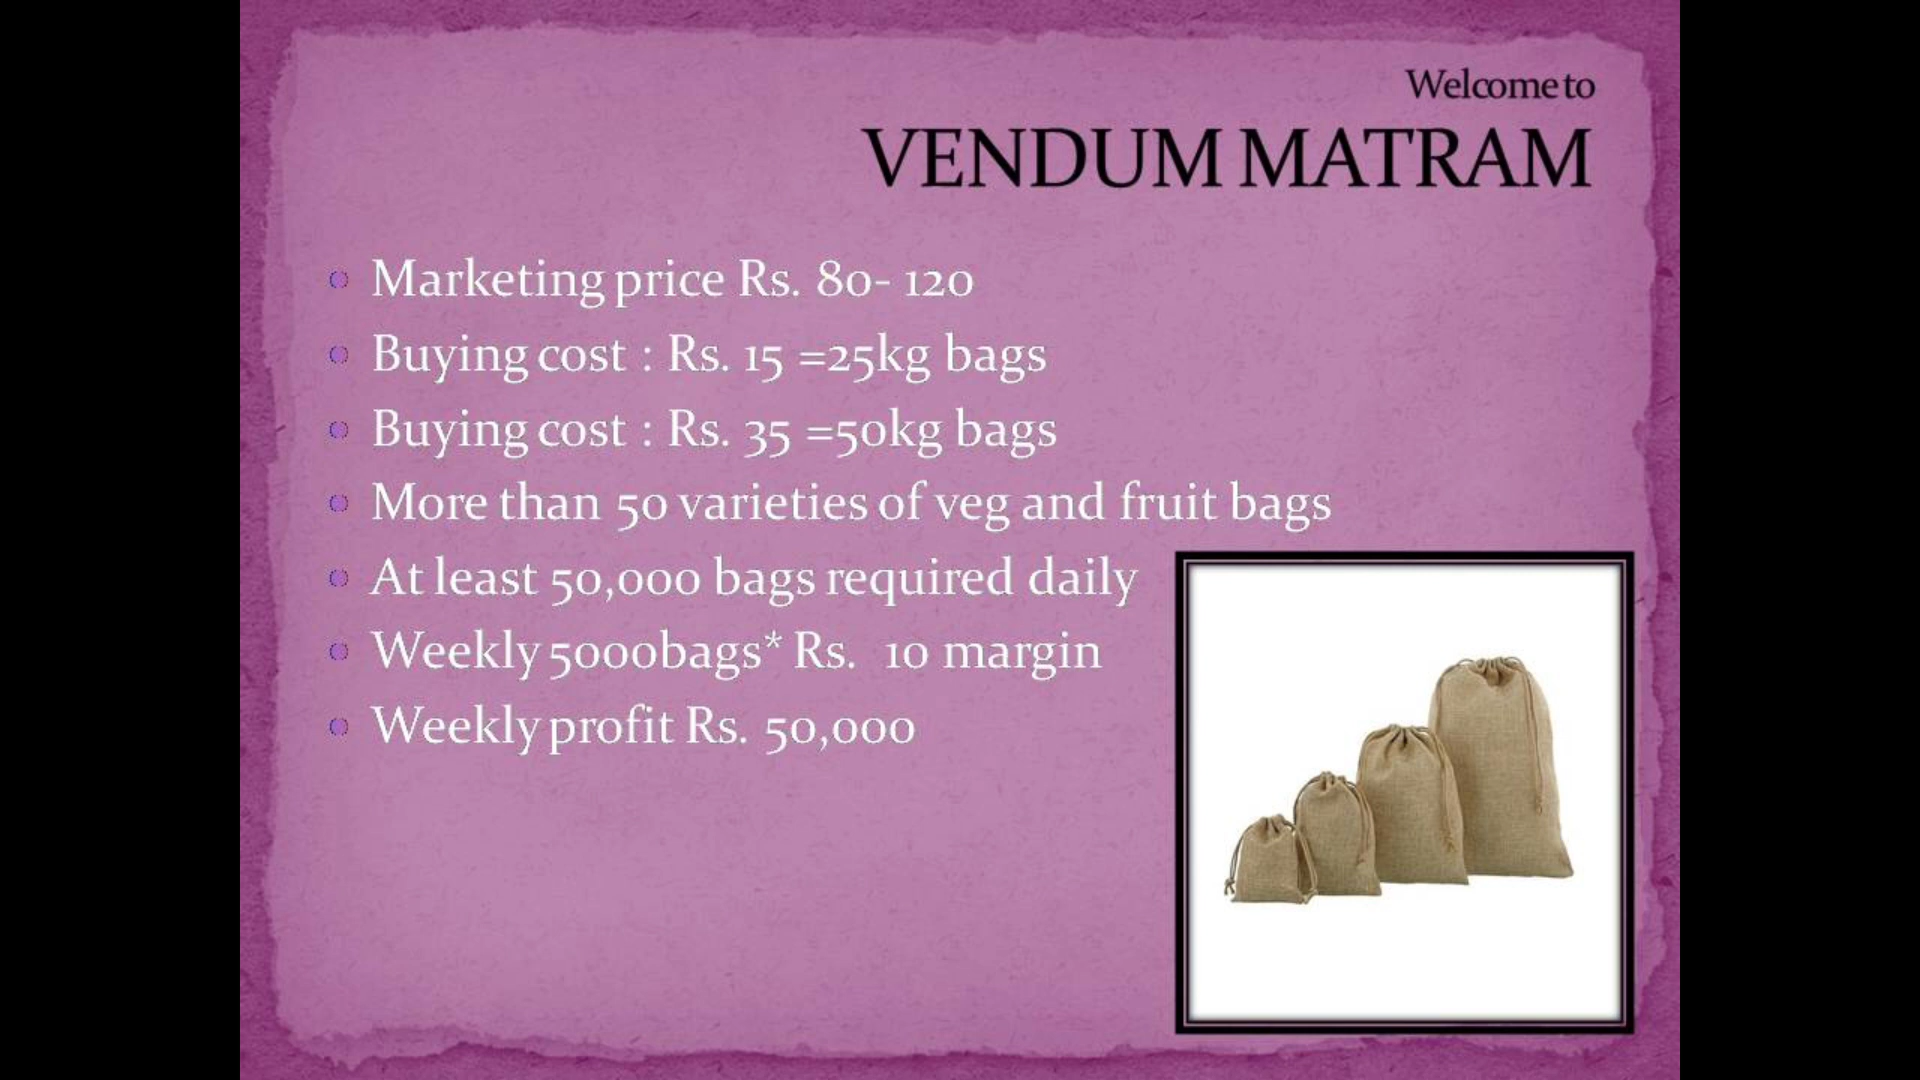 Welcome to
VENDUM MATRAM
Marketing price Rs. 80- 120
Buying cost : Rs. 15 =25kg bags
Buying cost : Rs. 35 =50kg bags
More than 50 varieties of veg and fruit bags
At least 50,000 bags required daily
Weekly 5000bags* Rs.  10 margin
Weekly profit Rs. 50,000